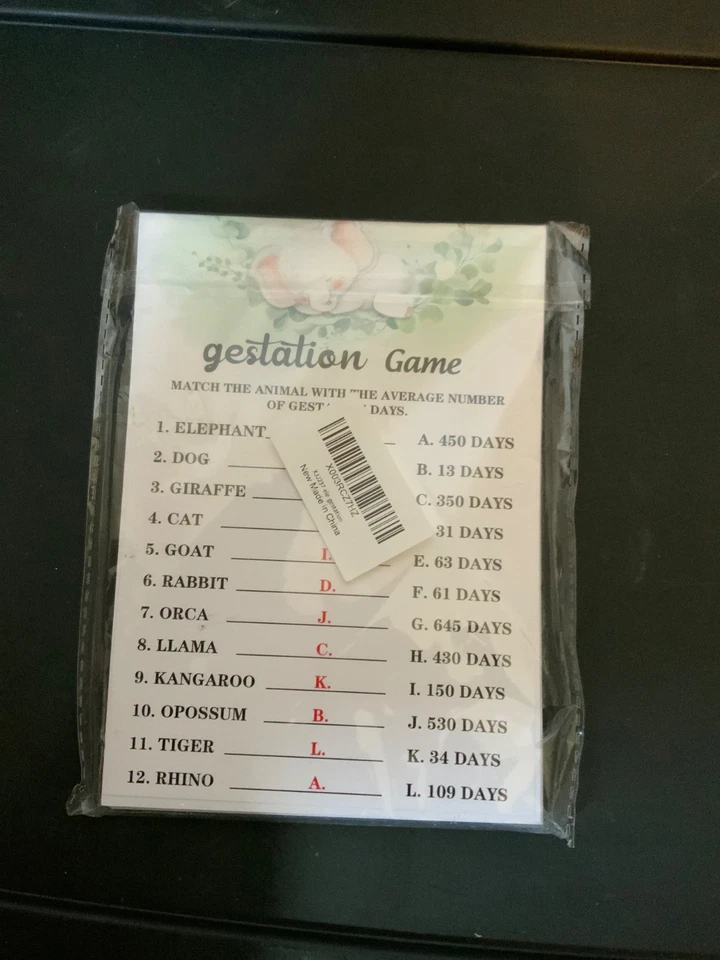 gestation Game
MATCH THE ANIMAL WITH THE AVERAGE NUMBER
OF GEST DAYS.
1. ELEPHANT A. 450 DAYS
2. DOG B. 13 DAYS
3. GIRAFFE C. 350 DAYS
4. CAT 31 DAYS
5. GOAT I. E. 63 DAYS
6. RABBIT D. F. 61 DAYS
7. ORCA J. G. 645 DAYS
8. LLAMA C. H. 430 DAYS
9. KANGAROO K. I. 150 DAYS
10. OPOSSUM B. J. 530 DAYS
11. TIGER L. K. 34 DAYS
12. RHINO A. L. 109 DAYS
X003RCZ7HZ
New Made in China